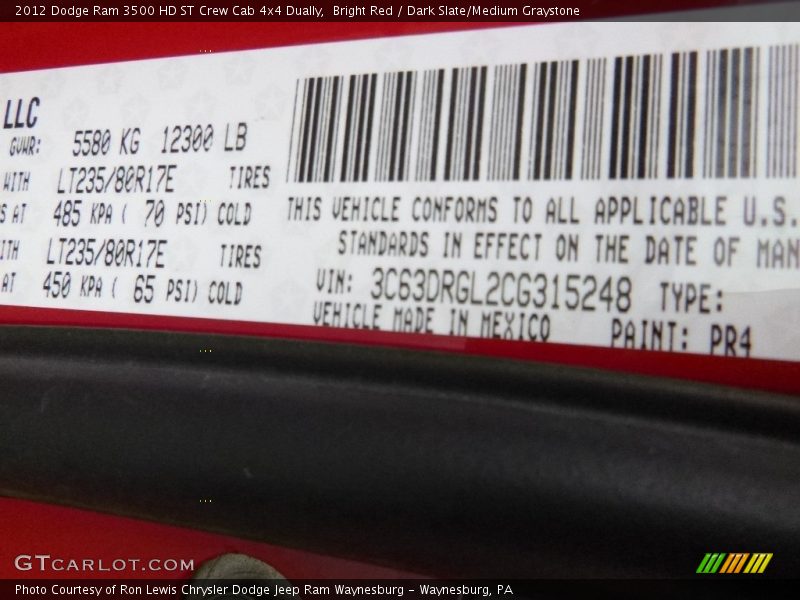 2012 Dodge Ram 3500 HD ST Crew Cab 4x4 Dually, Bright Red / Dark Slate/Medium Graystone
LLC
GVWR: 5580 KG 12300 LB
WITH LT235/80R17E TIRES
S AT 485 KPA ( 70 PSI) COLD
ITH LT235/80R17E TIRES
AT 450 KPA ( 65 PSI) COLD
THIS VEHICLE CONFORMS TO ALL APPLICABLE U.S.
STANDARDS IN EFFECT ON THE DATE OF MAN
VIN: 3C63DRGL2CG315248 TYPE:
VEHICLE MADE IN MEXICO PAINT: PR4
GTCARLOT.COM
Photo Courtesy of Ron Lewis Chrysler Dodge Jeep Ram Waynesburg - Waynesburg, PA